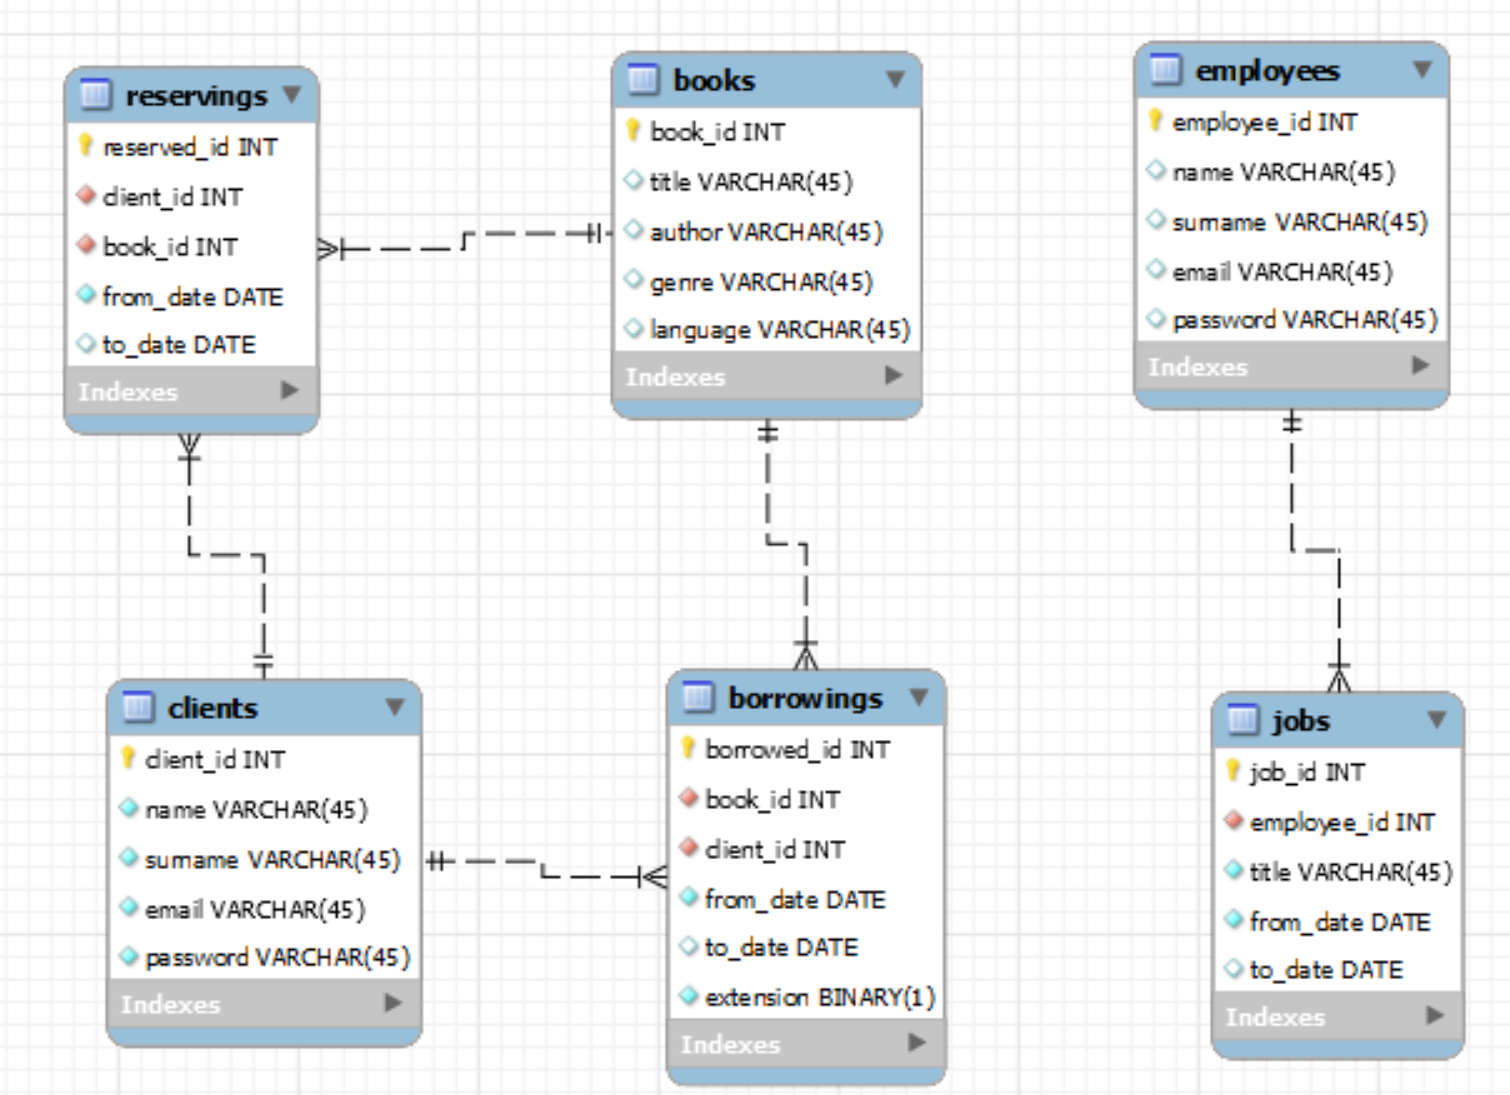 reservings
reserved_id INT
client_id INT
book_id INT
from_date DATE
to_date DATE
Indexes
books
book_id INT
title VARCHAR(45)
author VARCHAR(45)
genre VARCHAR(45)
language VARCHAR(45)
Indexes
employees
employee_id INT
name VARCHAR(45)
surname VARCHAR(45)
email VARCHAR(45)
password VARCHAR(45)
Indexes
clients
client_id INT
name VARCHAR(45)
surname VARCHAR(45)
email VARCHAR(45)
password VARCHAR(45)
Indexes
borrowings
borrowed_id INT
book_id INT
client_id INT
from_date DATE
to_date DATE
extension BINARY(1)
Indexes
jobs
job_id INT
employee_id INT
title VARCHAR(45)
from_date DATE
to_date DATE
Indexes